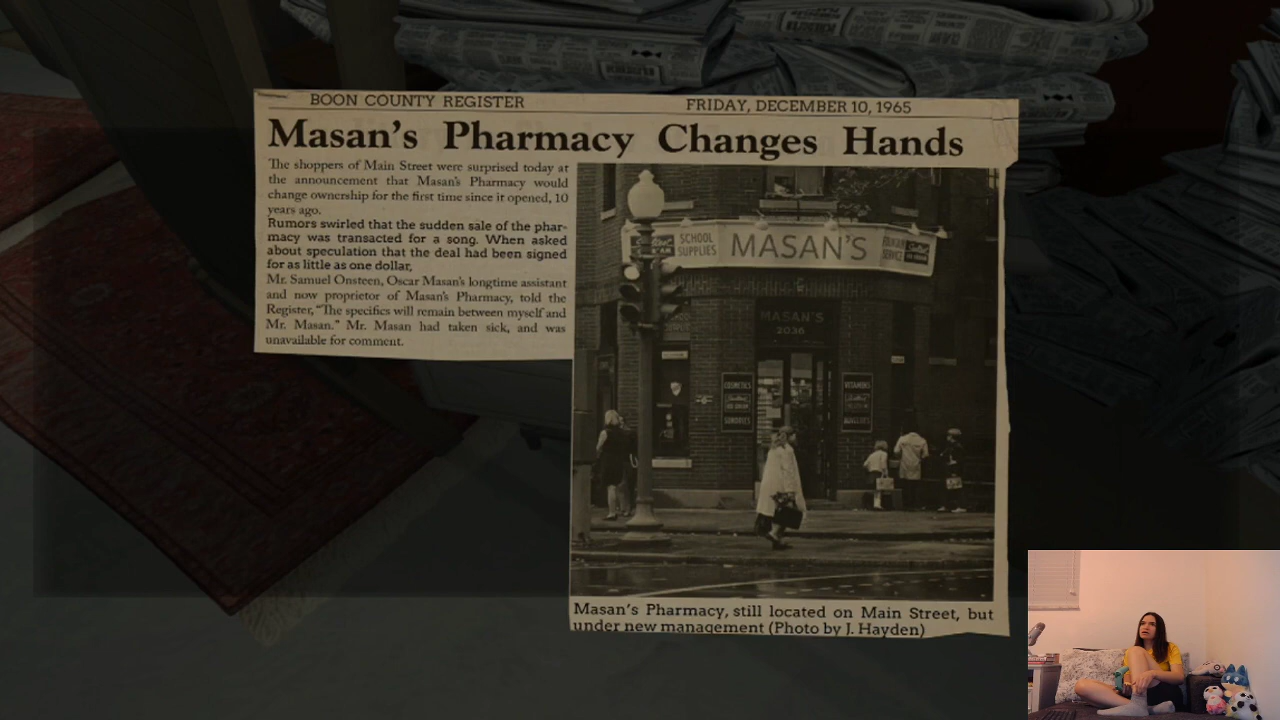 BOON COUNTY REGISTER
FRIDAY, DECEMBER 10, 1965
Masan's Pharmacy Changes Hands
The shoppers of Main Street were surprised today at
the announcement that Masan's Pharmacy would
change ownership for the first time since it opened, 10
years ago.
Rumors swirled that the sudden sale of the phar-
macy was transacted for a song. When asked
about speculation that the deal had been signed
for as little as one dollar,
Mr. Samuel Onsteen, Oscar Masan's longtime assistant
and now proprietor of Masan's Pharmacy, told the
Register, “The specifics will remain between myself and
Mr. Masan.” Mr. Masan had taken sick, and was
unavailable for comment.
SCHOOL
SUPPLIES
MASAN'S
MASAN'S
2036
COSMETICS
SUNDRIES
VITAMINS
Masan's Pharmacy, still located on Main Street, but
under new management (Photo by J. Hayden)